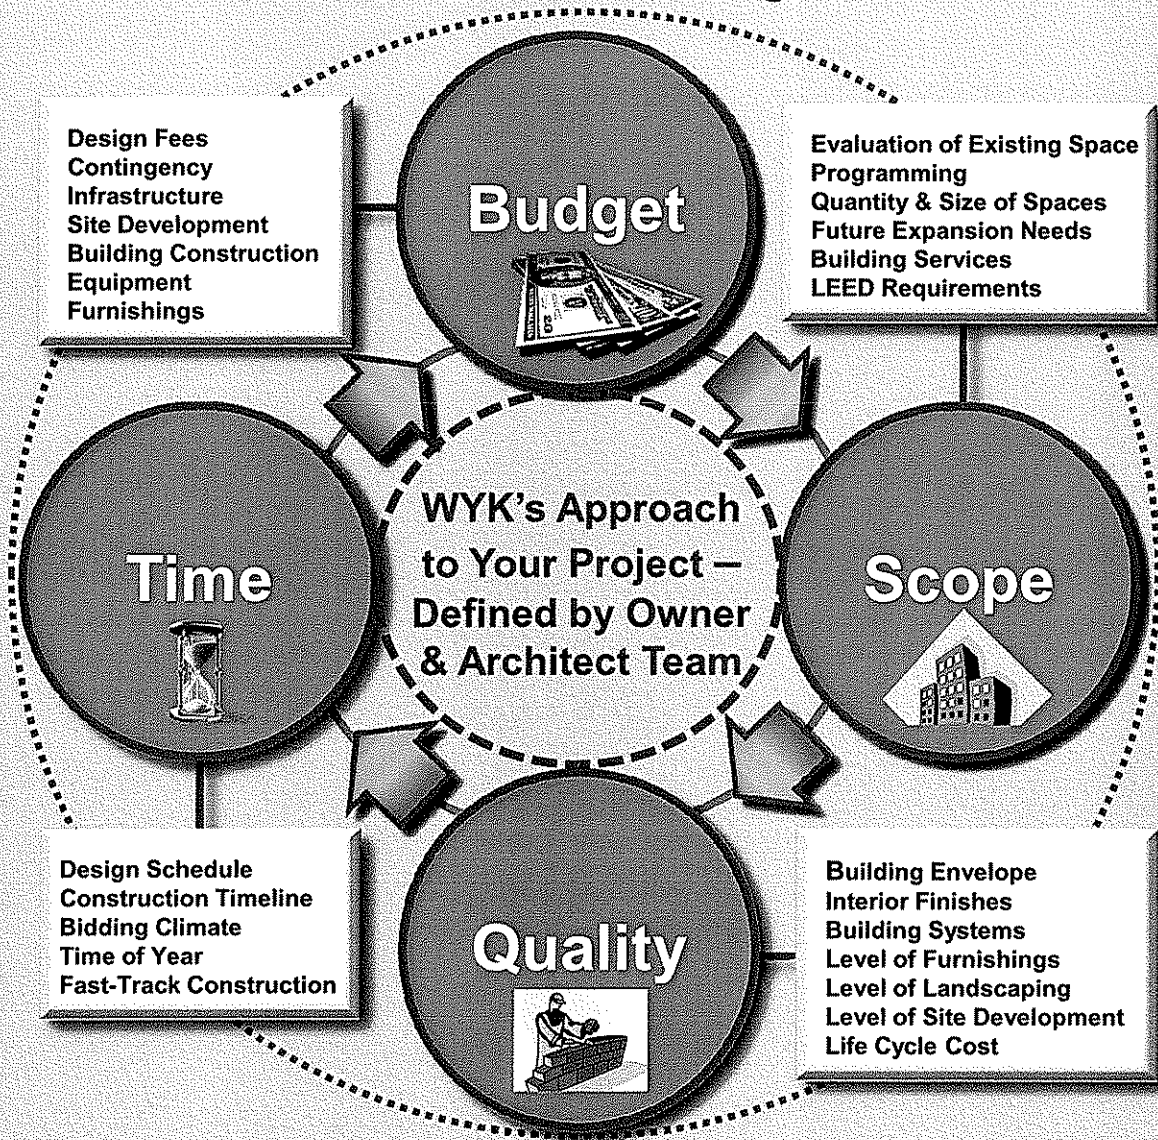 Design Fees
Contingency
Infrastructure
Site Development
Building Construction
Equipment
Furnishings
Budget
Evaluation of Existing Space
Programming
Quantity & Size of Spaces
Future Expansion Needs
Building Services
LEED Requirements
Time
WYK's Approach
to Your Project –
Defined by Owner
& Architect Team
Scope
Design Schedule
Construction Timeline
Bidding Climate
Time of Year
Fast-Track Construction
Quality
Building Envelope
Interior Finishes
Building Systems
Level of Furnishings
Level of Landscaping
Level of Site Development
Life Cycle Cost